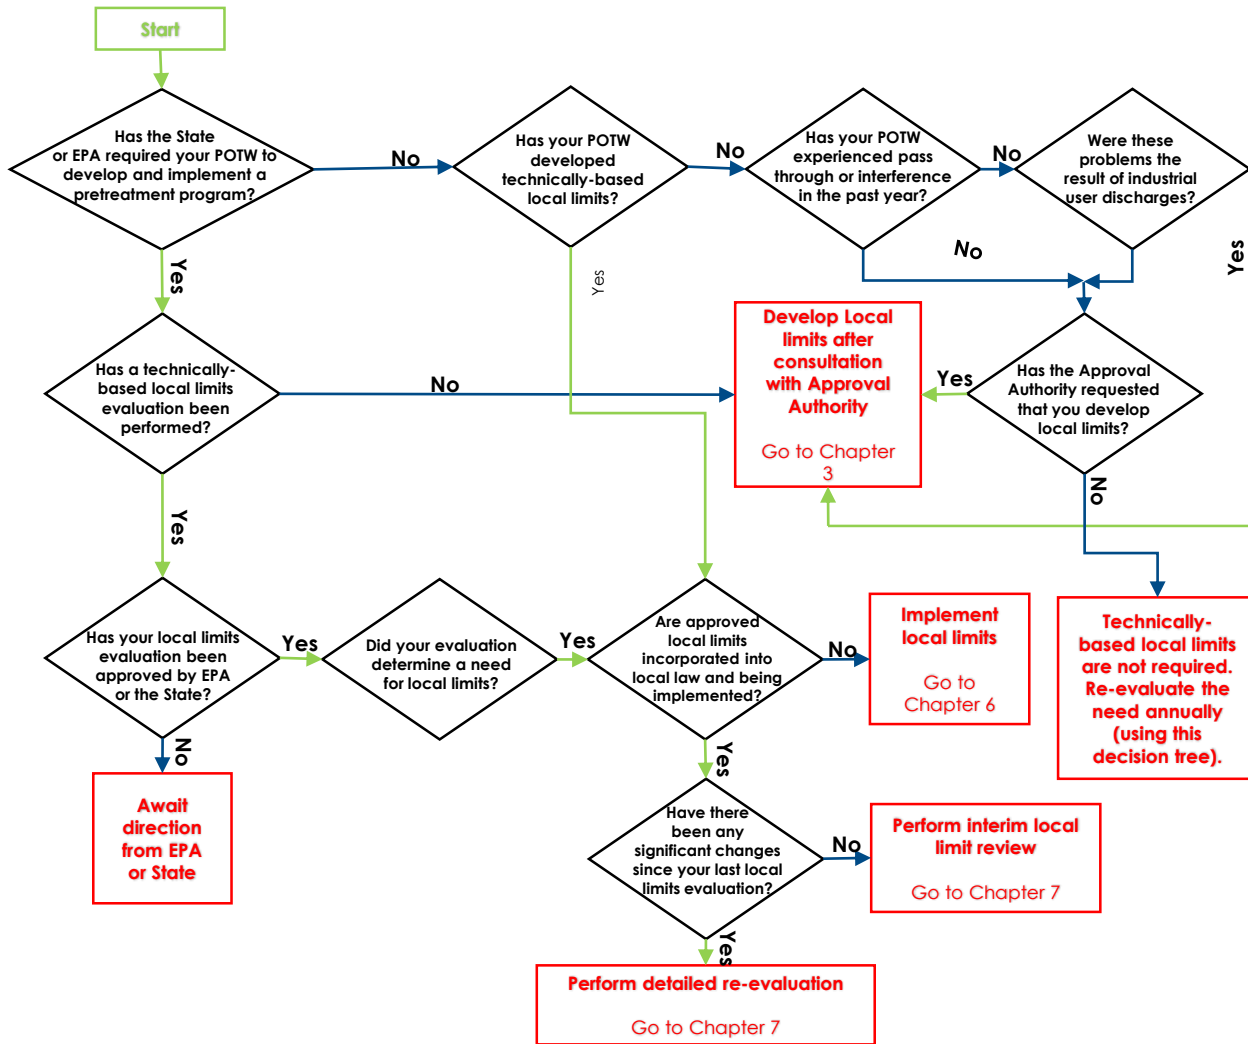 Start
Has the State
or EPA required your POTW to
develop and implement a
pretreatment program?
No
Has your POTW
developed
technically-based
local limits?
No
Has your POTW
experienced pass
through or interference
in the past year?
No
Were these
problems the
result of industrial
user discharges?
Yes
Yes
No
Yes
Has a technically-
based local limits
evaluation been
performed?
No
Develop Local
limits after
consultation
with Approval
Authority
Go to Chapter
3
Yes
Has the Approval
Authority requested
that you develop
local limits?
Yes
No
Has your local limits
evaluation been
approved by EPA
or the State?
Yes
Did your evaluation
determine a need
for local limits?
Yes
Are approved
local limits
incorporated into
local law and being
implemented?
No
Implement
local limits
Go to
Chapter 6
Technically-
based local limits
are not required.
Re-evaluate the
need annually
(using this
decision tree).
No
Await
direction
from EPA
or State
Yes
Have there
been any
significant changes
since your last local
limits evaluation?
No
Perform interim local
limit review
Go to Chapter 7
Yes
Perform detailed re-evaluation
Go to Chapter 7